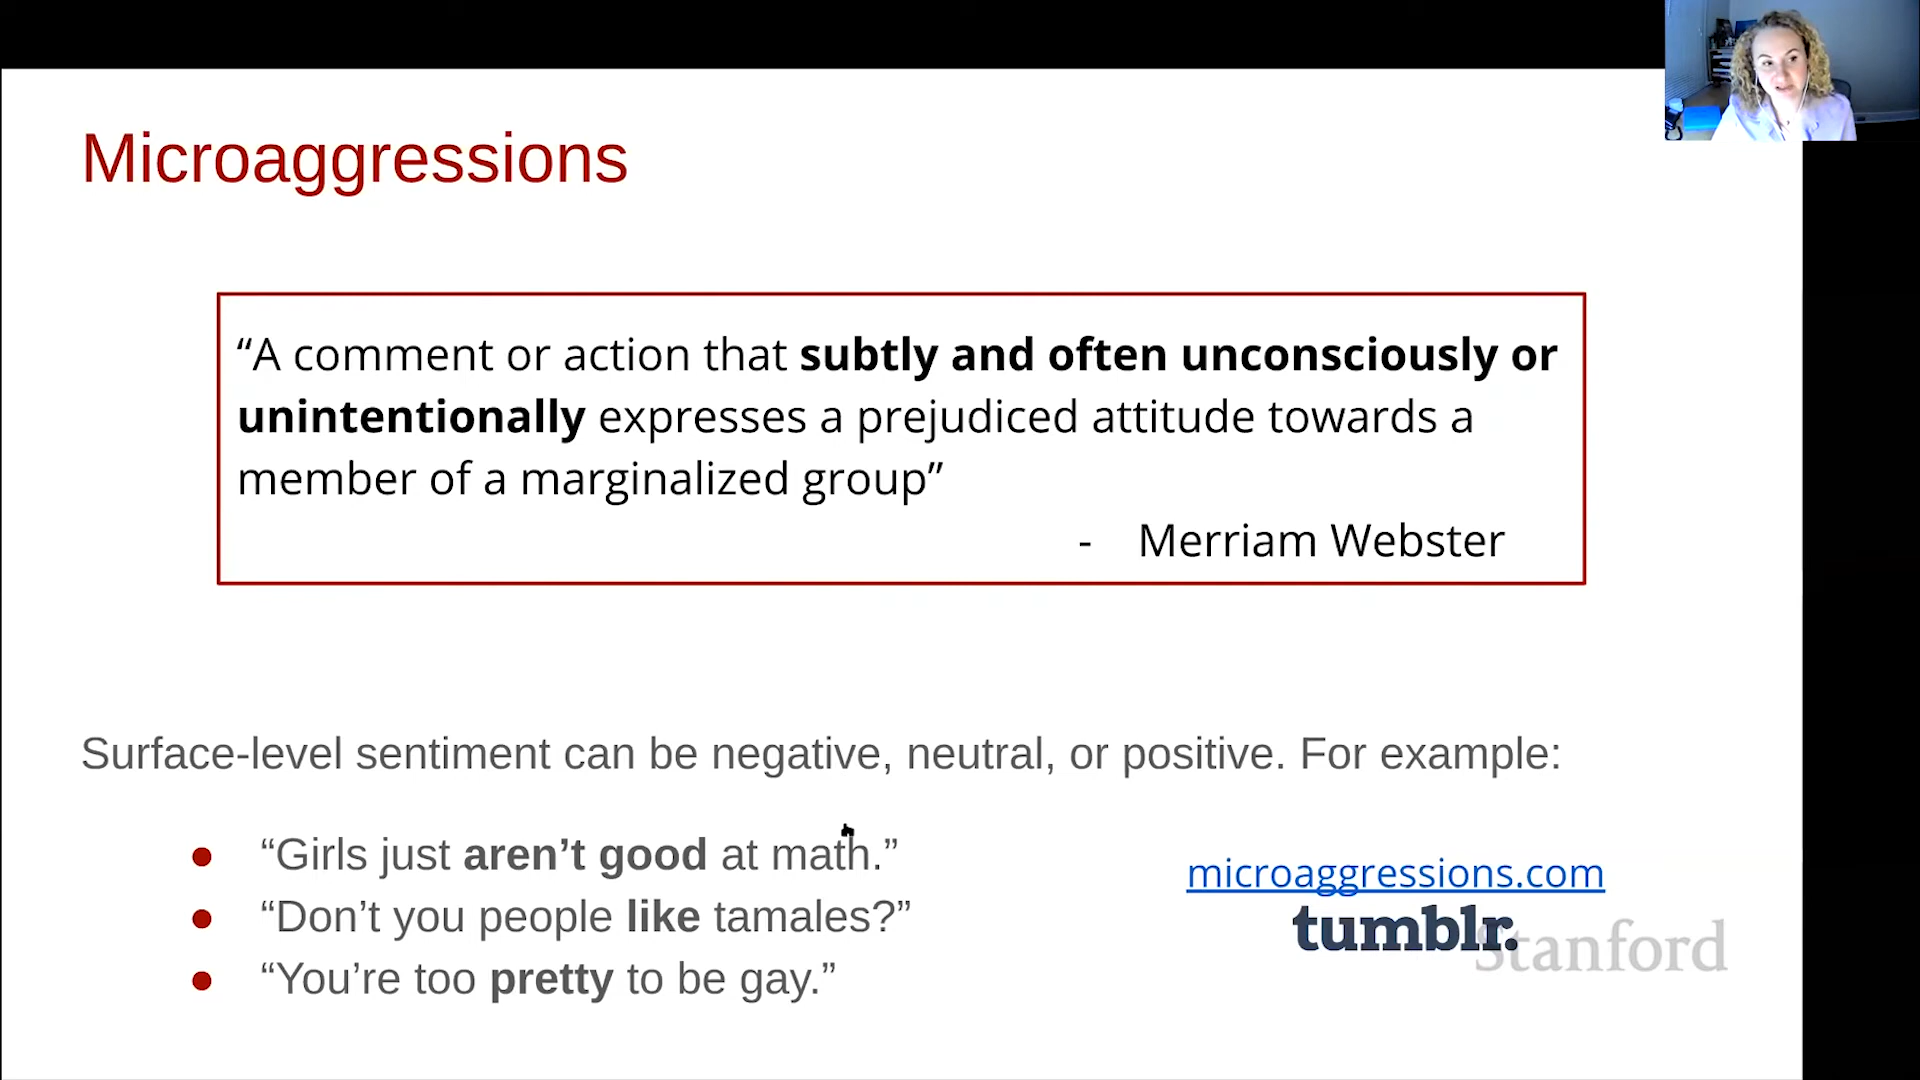 Microaggressions
“A comment or action that subtly and often unconsciously or
unintentionally expresses a prejudiced attitude towards a
member of a marginalized group”
- Merriam Webster
Surface-level sentiment can be negative, neutral, or positive. For example:
● “Girls just aren’t good at math.”
● “Don’t you people like tamales?”
● “You’re too pretty to be gay.”
microaggressions.com
tumblr.
Stanford